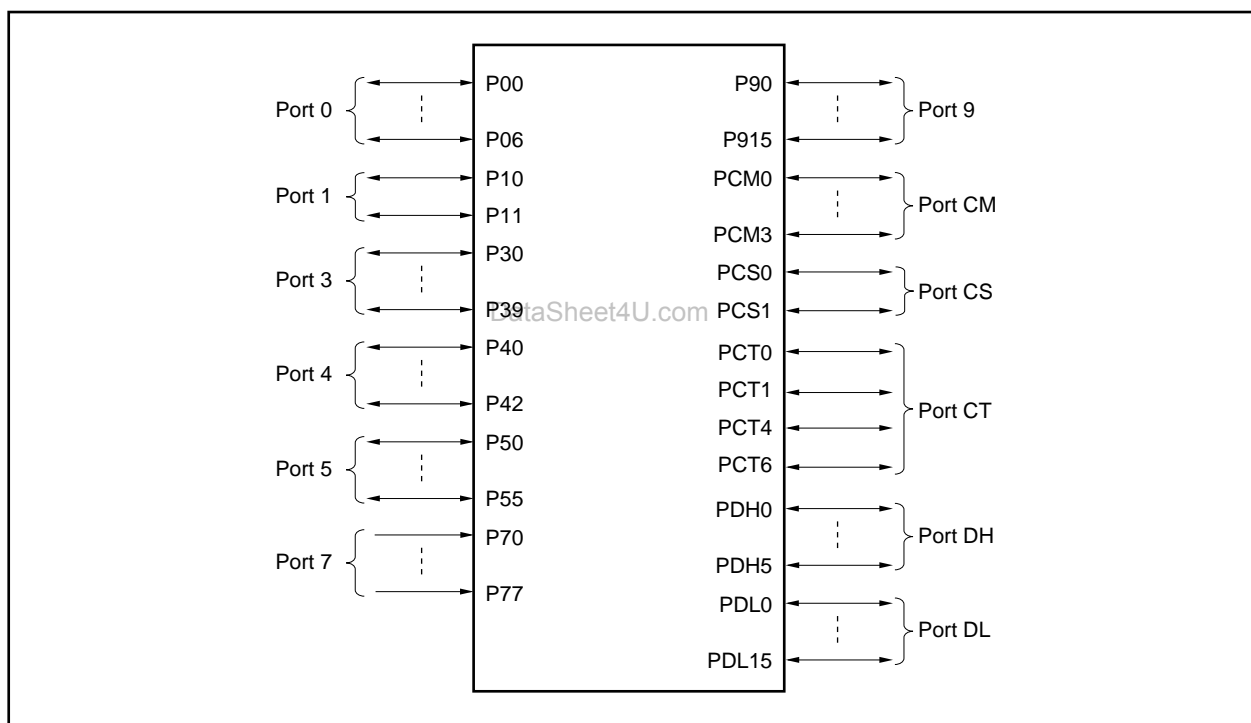 Port 0
P00
P06
Port 1
P10
P11
Port 3
P30
P39
Port 4
P40
P42
Port 5
P50
P55
Port 7
P70
P77
P90
P915
Port 9
PCM0
PCM3
Port CM
PCS0
PCS1
Port CS
DataSheet4U.com
PCT0
PCT1
PCT4
PCT6
Port CT
PDH0
PDH5
Port DH
PDL0
PDL15
Port DL